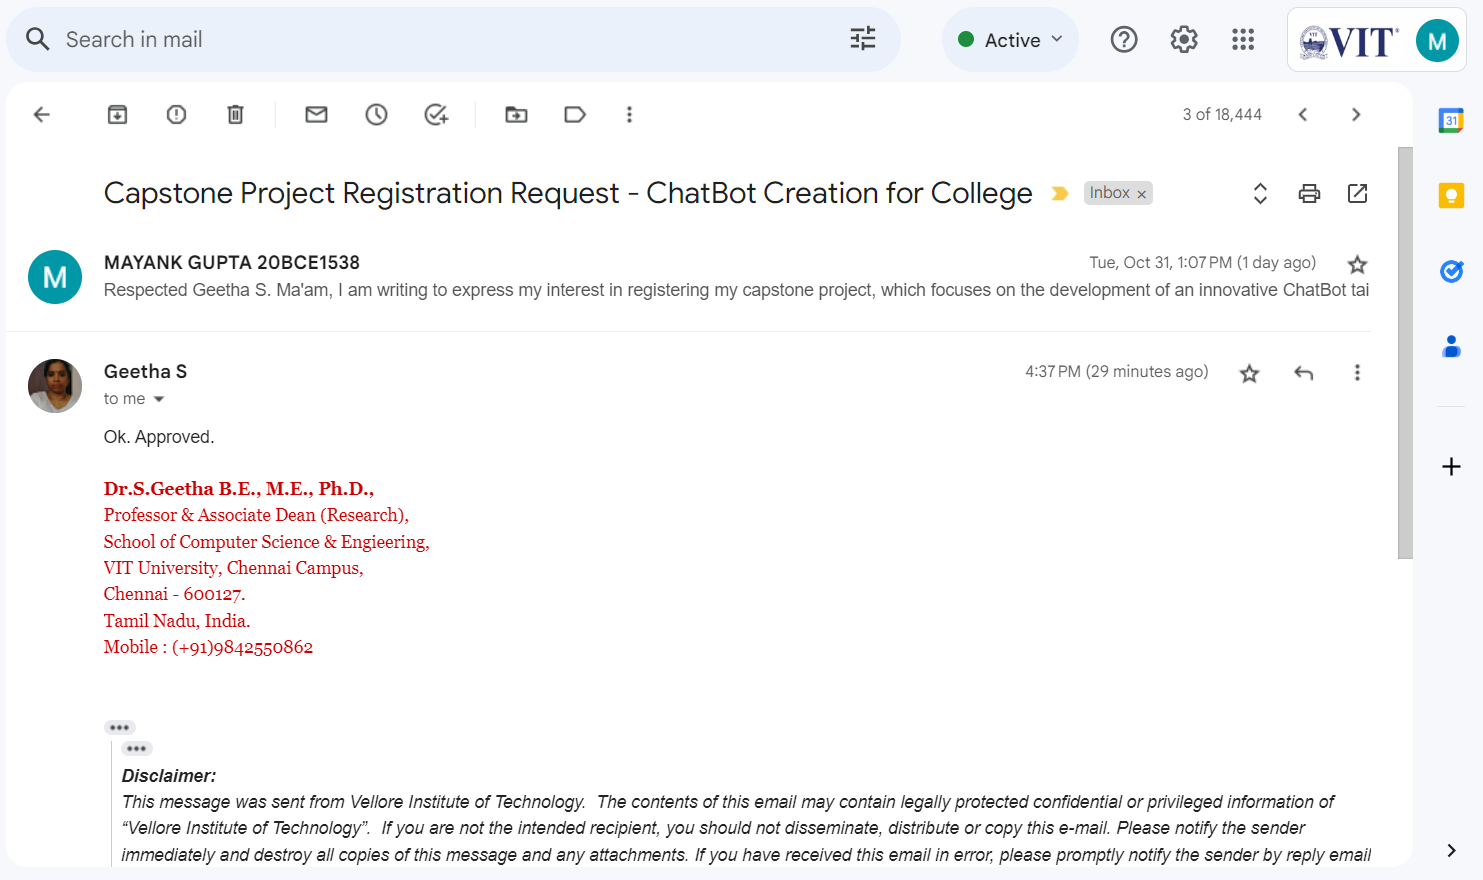 Search in mail
Active
VIT
M
3 of 18,444
31
Capstone Project Registration Request - ChatBot Creation for College
Inbox ×
M
MAYANK GUPTA 20BCE1538
Tue, Oct 31, 1:07 PM (1 day ago)
Respected Geetha S. Ma'am, I am writing to express my interest in registering my capstone project, which focuses on the development of an innovative ChatBot tai
Geetha S
4:37 PM (29 minutes ago)
to me
Ok. Approved.
Dr.S.Geetha B.E., M.E., Ph.D.,
Professor & Associate Dean (Research),
School of Computer Science & Engieering,
VIT University, Chennai Campus,
Chennai - 600127.
Tamil Nadu, India.
Mobile : (+91)9842550862
Disclaimer:
This message was sent from Vellore Institute of Technology.  The contents of this email may contain legally protected confidential or privileged information of
“Vellore Institute of Technology”.  If you are not the intended recipient, you should not disseminate, distribute or copy this e-mail. Please notify the sender
immediately and destroy all copies of this message and any attachments. If you have received this email in error, please promptly notify the sender by reply email